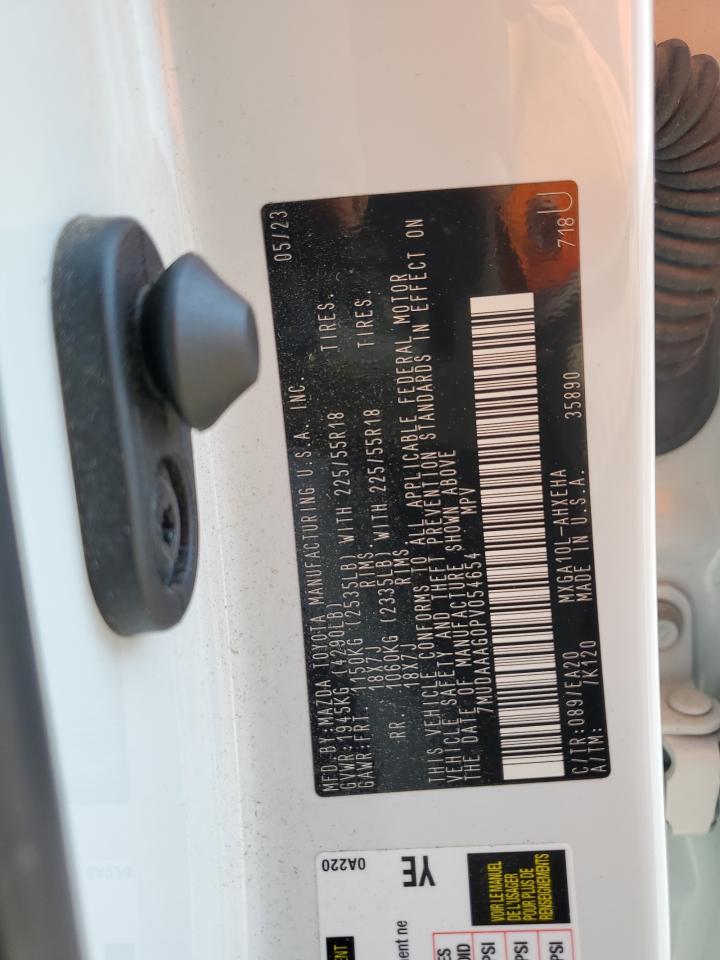 MFD.BY:MAZDA TOYOTA MANUFACTURING U.S.A. INC. 05/23
GVWR:1945KG (4290LB)
GAWR:FRT. 1150KG (2535LB) WITH 225/55R18 TIRES.
18X7J RIMS
RR. 1060KG (2335LB) WITH 225/55R18 TIRES.
18X7J RIMS
THIS VEHICLE CONFORMS TO ALL APPLICABLE FEDERAL MOTOR
VEHICLE SAFETY AND THEFT PREVENTION STANDARDS IN EFFECT ON
THE DATE OF MANUFACTURE SHOWN ABOVE
7MUDAAAG0PV054654 MPV
C/TR:089/EA20 MXGA10L-AHXEHA 35890 718U
A/TM: /K120 MADE IN U.S.A.
0A220
YE
VOIR LE MANUEL
DE L'USAGER
POUR PLUS DE
RENSEIGNEMENTS
PSI
PSI
PSI